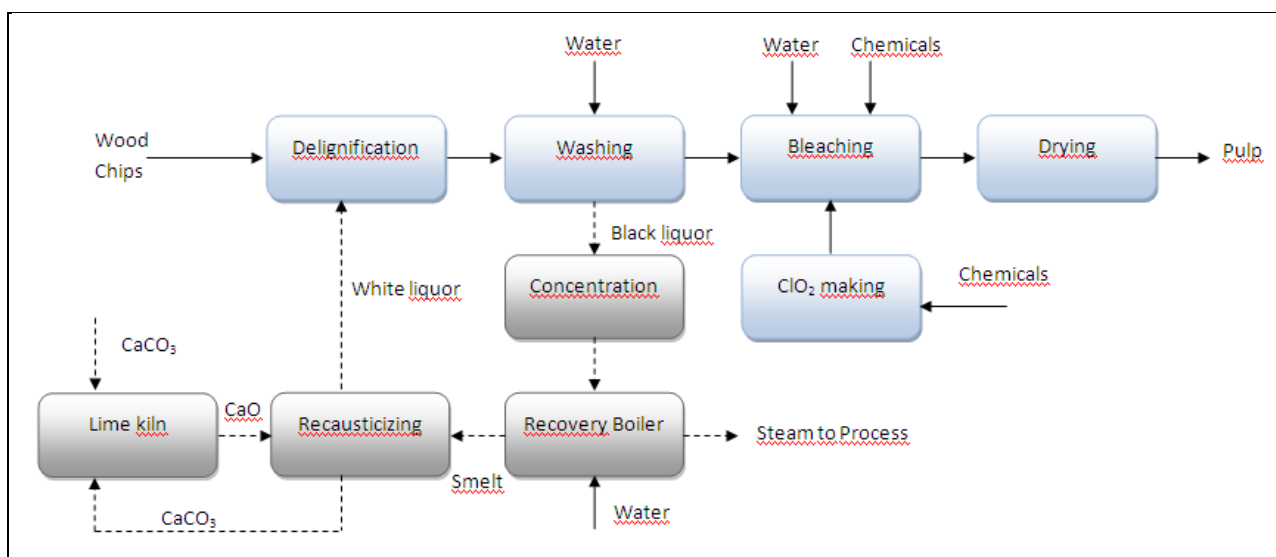 Water
Water
Chemicals
Wood
Chips
Delignification
Washing
Bleaching
Drying
Pulp
Black liquor
White liquor
Concentration
ClO₂ making
Chemicals
CaCO₃
Lime kiln
CaO
Recausticizing
Recovery Boiler
Steam to Process
Smelt
CaCO₃
Water